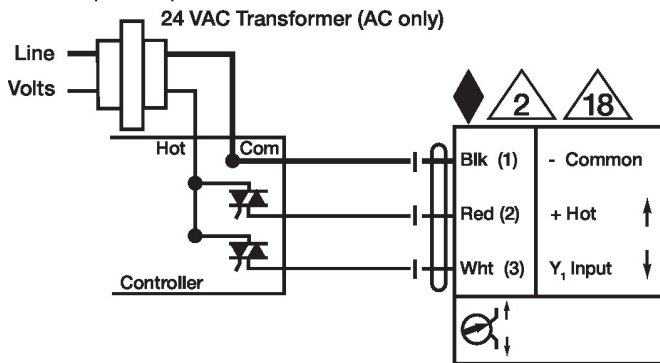 24 VAC Transformer (AC only)
Line
Volts
2
18
Hot
Com
Blk (1)
- Common
Red (2)
+ Hot
Wht (3)
Y₁ Input
Controller